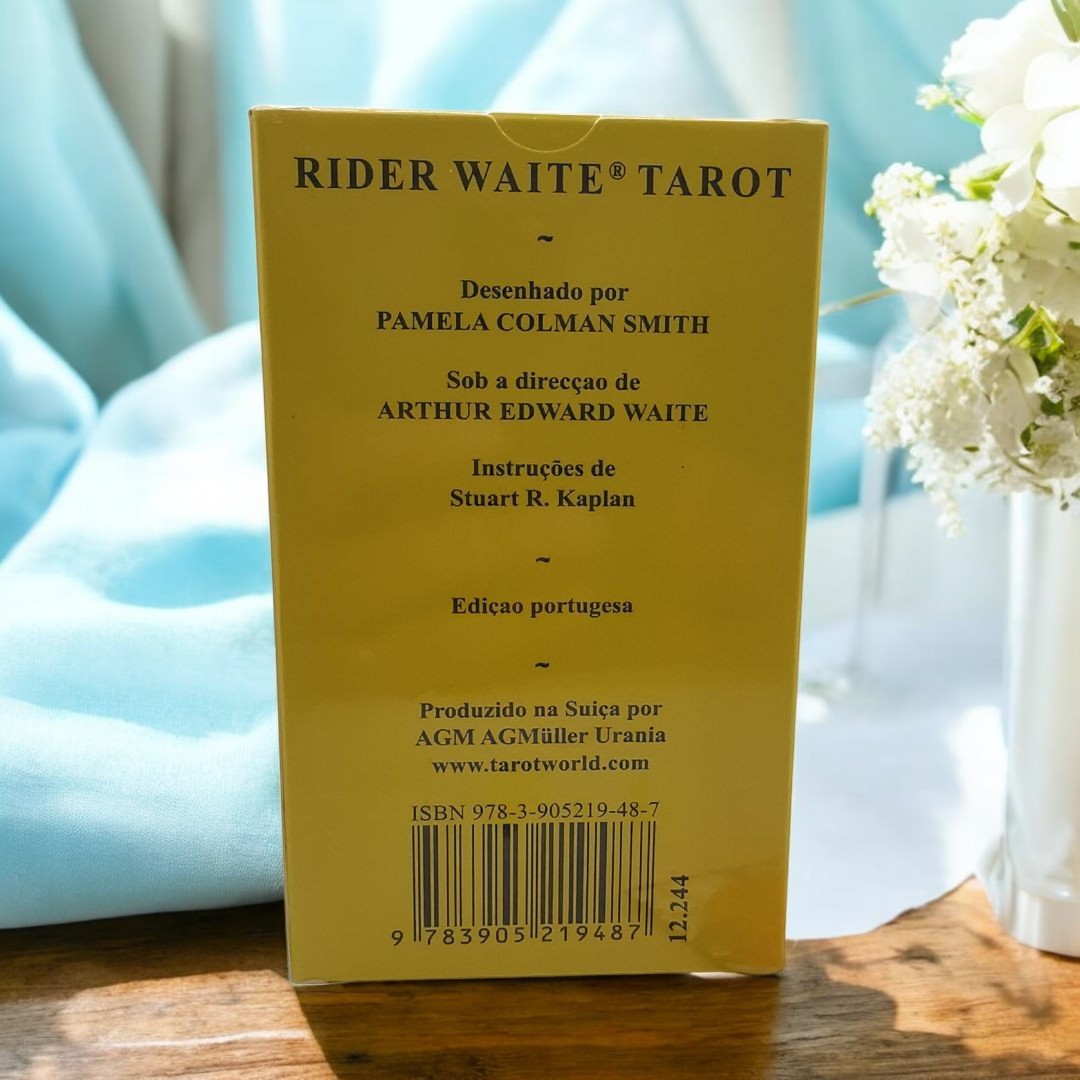 RIDER WAITE® TAROT
~
Desenhado por
PAMELA COLMAN SMITH
Sob a direcçao de
ARTHUR EDWARD WAITE
Instruções de
Stuart R. Kaplan
~
Ediçao portugesa
~
Produzido na Suiça por
AGM AGMüller Urania
www.tarotworld.com
ISBN 978-3-905219-48-7
9 783905 219487
12.244